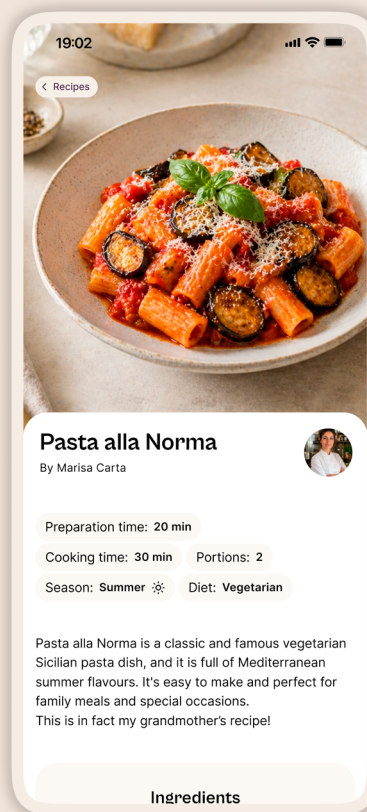 19:02
Recipes
Pasta alla Norma
By Marisa Carta
Preparation time: 20 min
Cooking time: 30 min
Portions: 2
Season: Summer
Diet: Vegetarian
Pasta alla Norma is a classic and famous vegetarian
Sicilian pasta dish, and it is full of Mediterranean
summer flavours. It's easy to make and perfect for
family meals and special occasions.
This is in fact my grandmother's recipe!
Ingredients